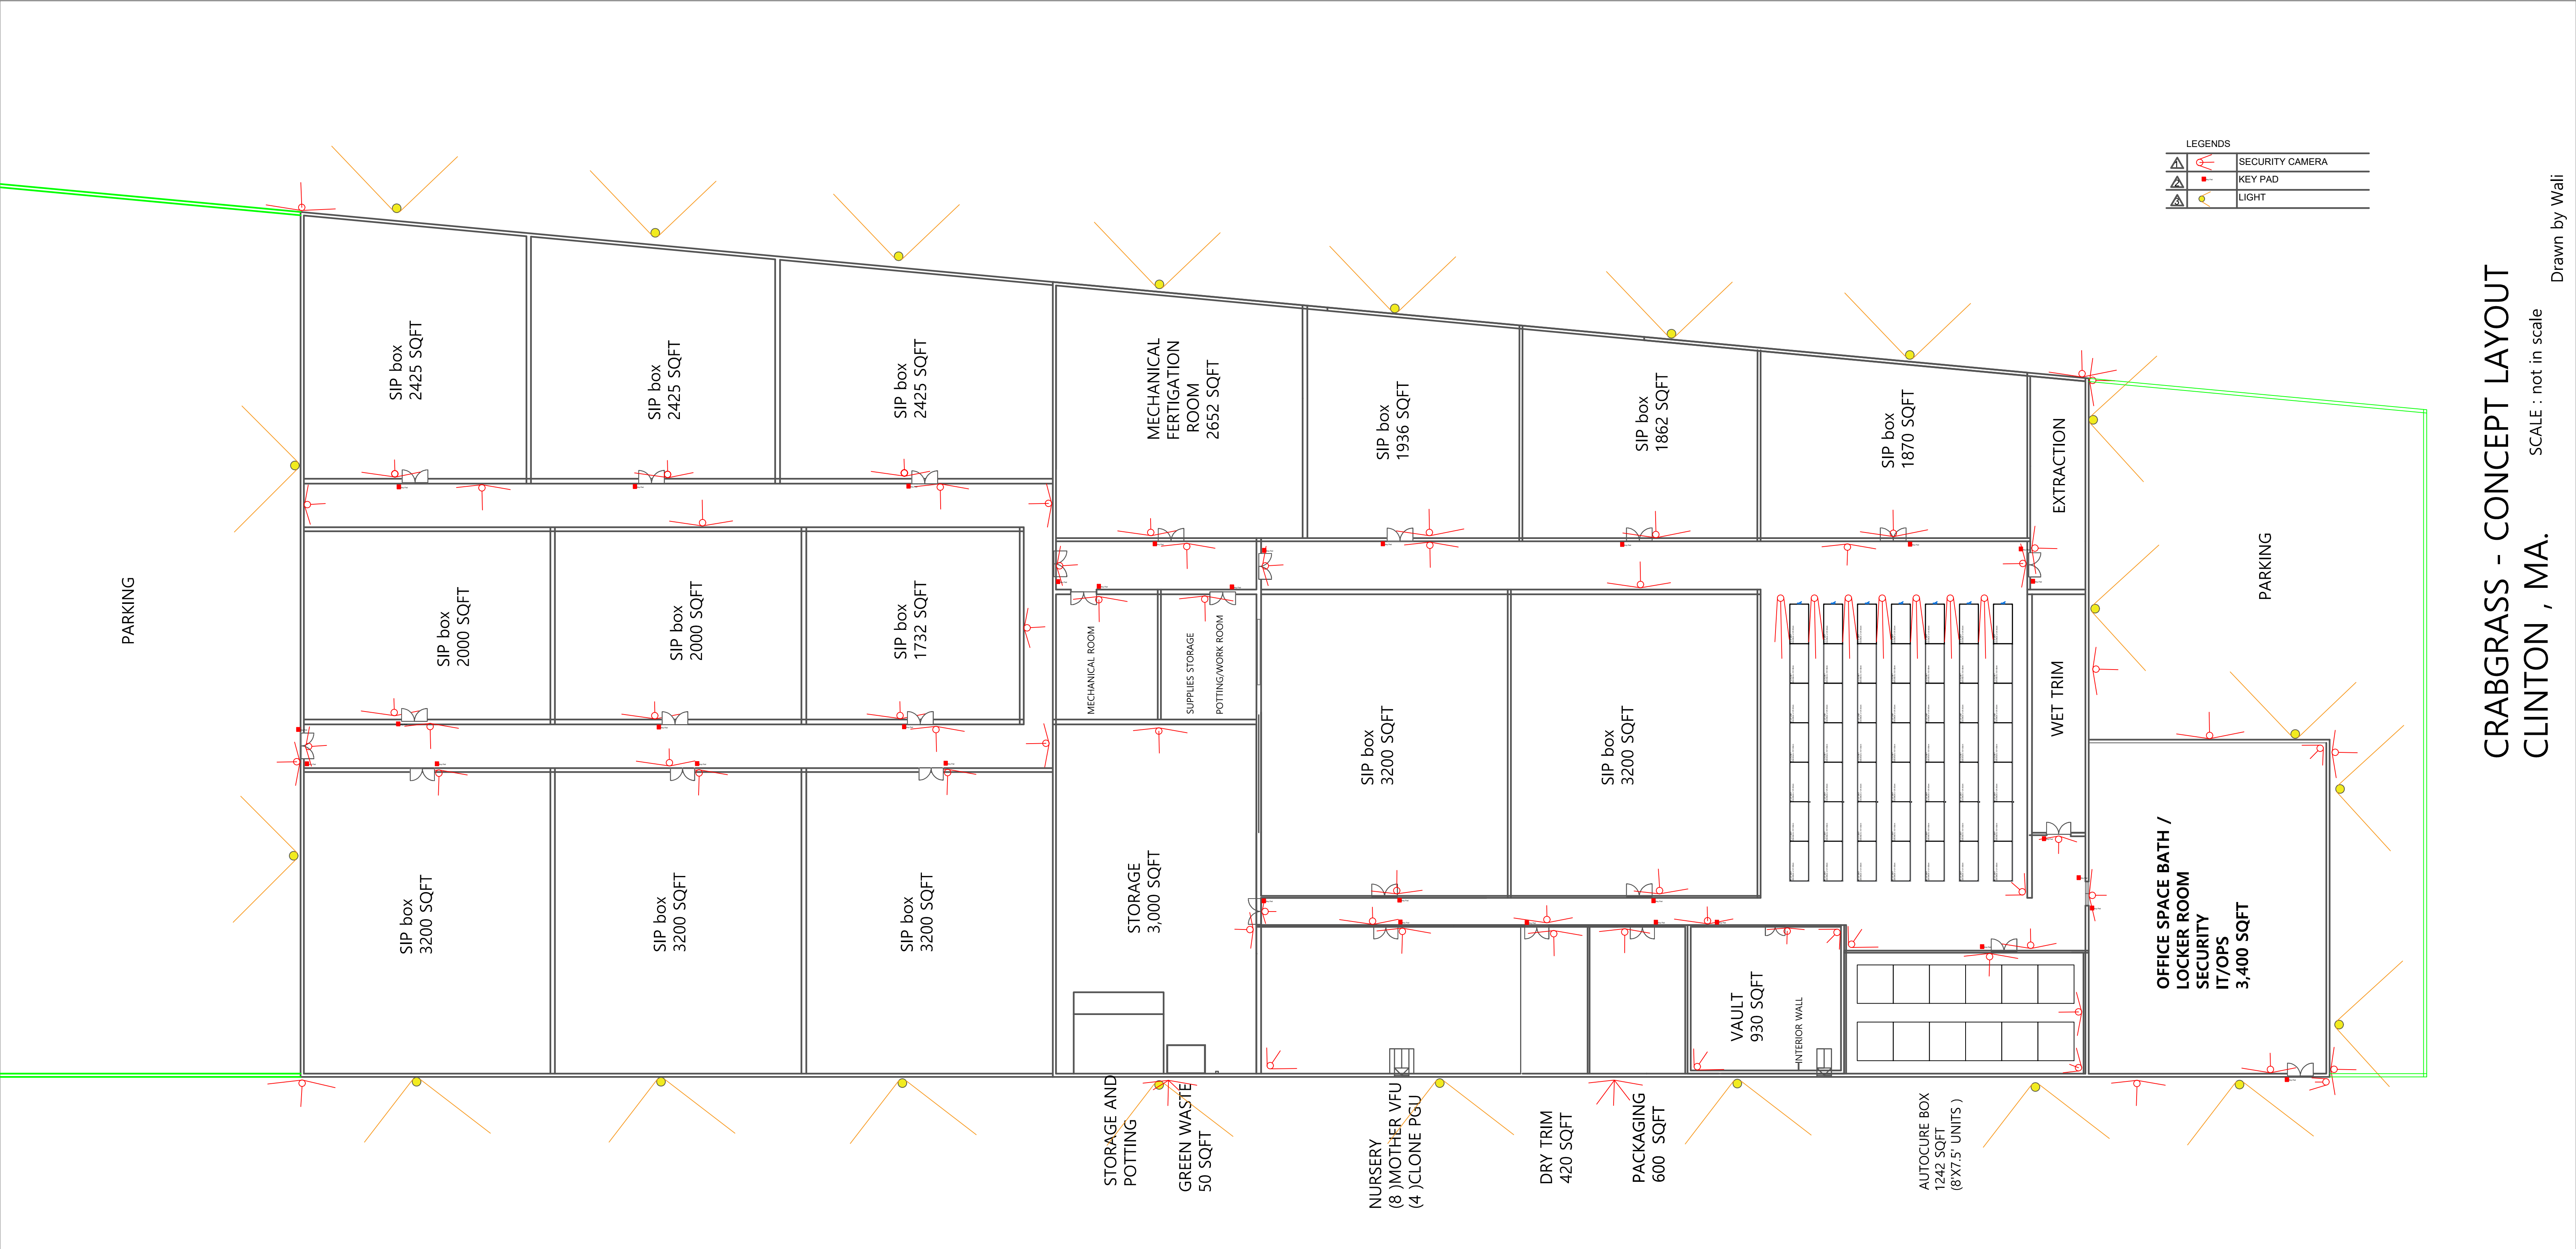 LEGENDS
1
SECURITY CAMERA
2
KEY PAD
3
LIGHT
PARKING
SIP box
2425 SQFT
SIP box
2425 SQFT
SIP box
2425 SQFT
MECHANICAL
FERTIGATION
ROOM
2652 SQFT
SIP box
1936 SQFT
SIP box
1862 SQFT
SIP box
1870 SQFT
EXTRACTION
SIP box
2000 SQFT
SIP box
2000 SQFT
SIP box
1732 SQFT
MECHANICAL ROOM
SUPPLIES STORAGE
POTTING/WORK ROOM
SIP box
3200 SQFT
SIP box
3200 SQFT
WET TRIM
PARKING
SIP box
3200 SQFT
SIP box
3200 SQFT
SIP box
3200 SQFT
STORAGE
3,000 SQFT
VAULT
930 SQFT
INTERIOR WALL
OFFICE SPACE BATH /
LOCKER ROOM
SECURITY
IT/OPS
3,400 SQFT
STORAGE AND
POTTING
GREEN WASTE
50 SQFT
NURSERY
(8 )MOTHER VFU
(4 )CLONE PGU
DRY TRIM
420 SQFT
PACKAGING
600 SQFT
AUTOCURE BOX
1242 SQFT
(8'X7.5' UNITS )
CRABGRASS - CONCEPT LAYOUT
CLINTON , MA.
SCALE : not in scale
Drawn by Wali